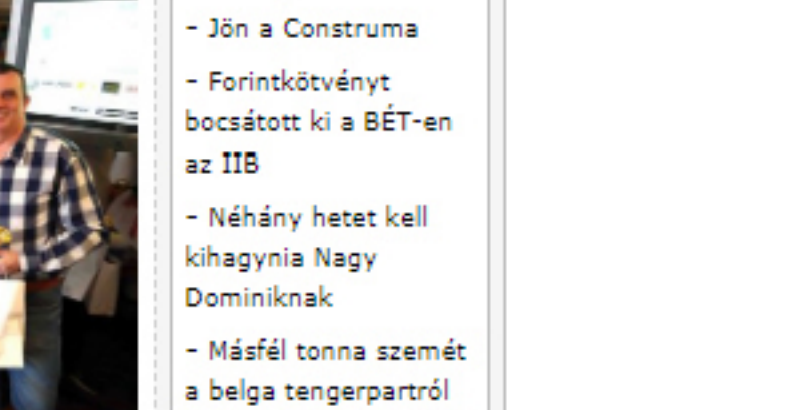 - Jön a Construma
- Forintkötvényt
bocsátott ki a BÉT-en
az IIB
- Néhány hetet kell
kihagynia Nagy
Dominiknak
- Másfél tonna szemét
a belga tengerpartról